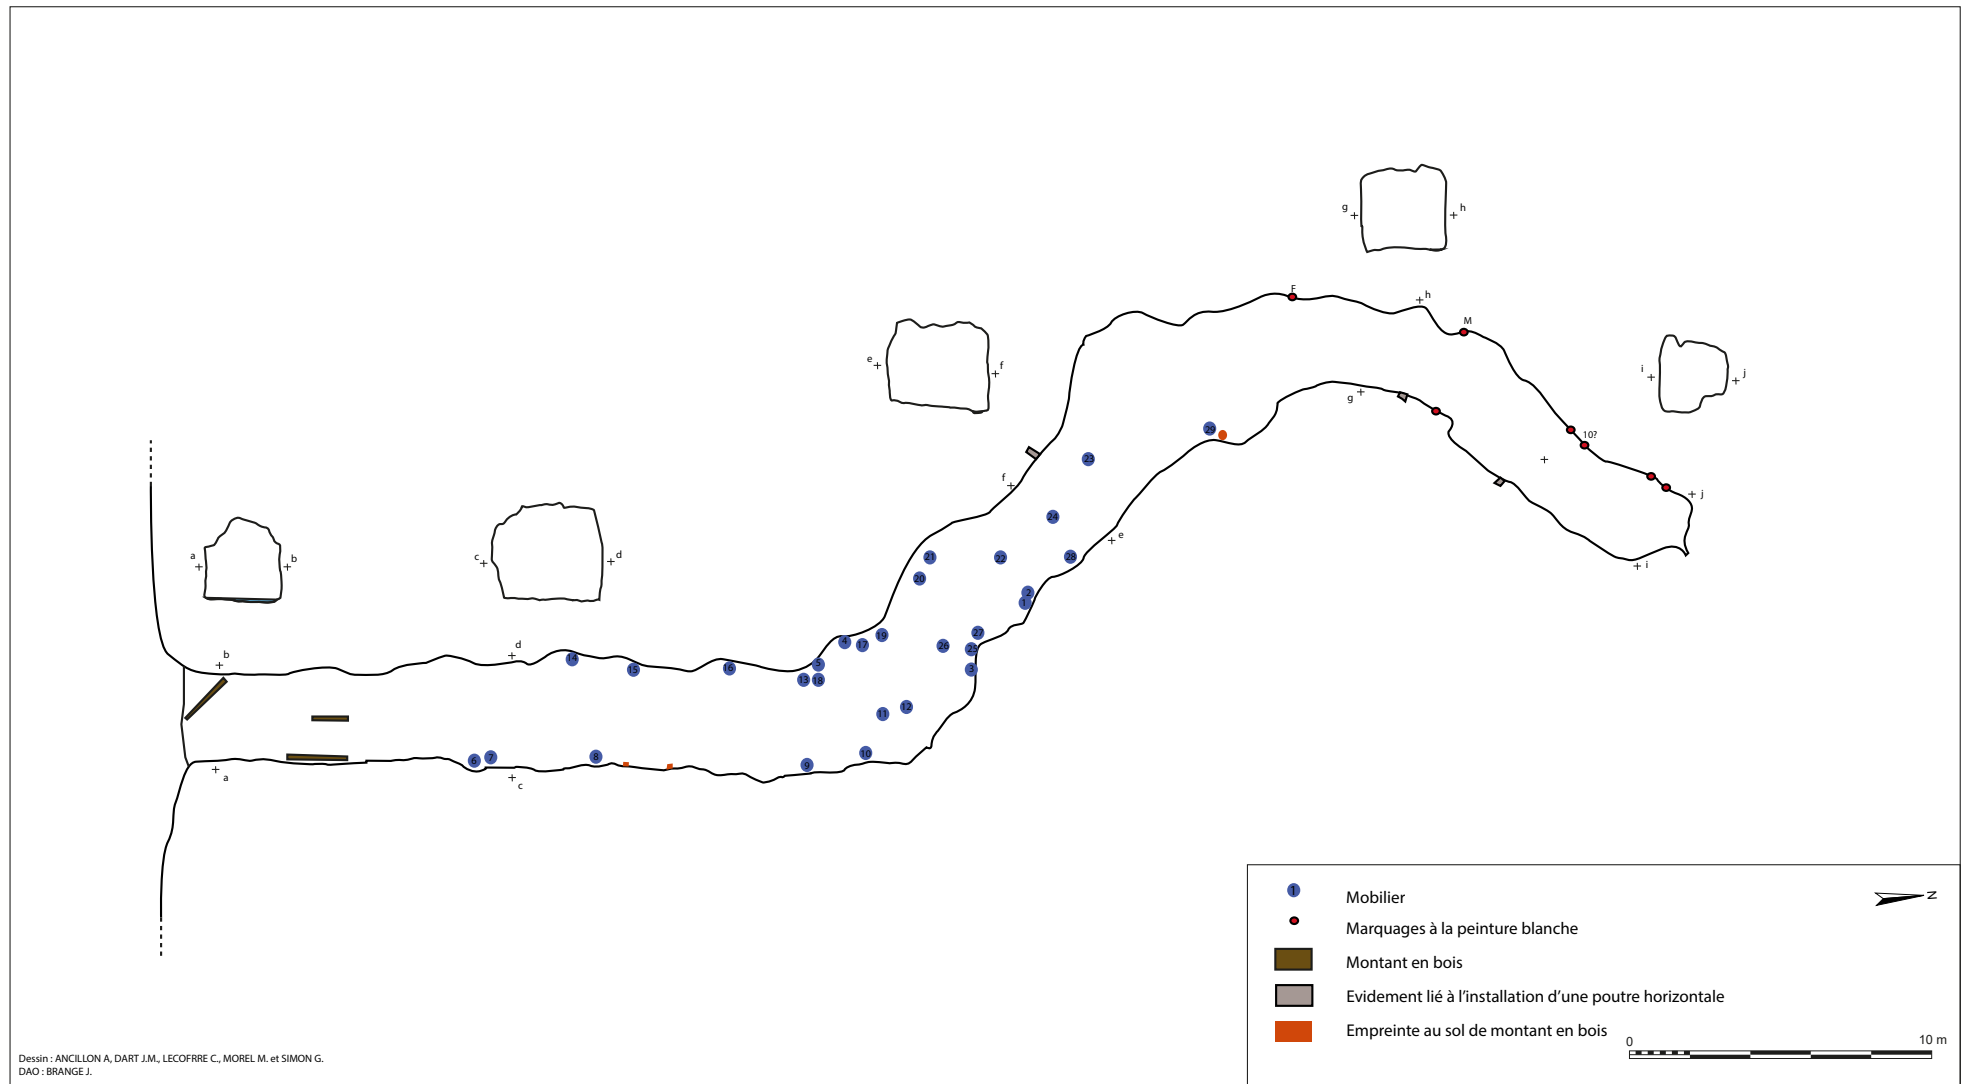 g
h
F
h
M
e
f
i
j
g
10?
29
23
f
j
24
e
a
b
c
d
21
22
28
i
20
2
1
4
17
19
27
26
25
b
d
14
15
16
5
3
13
18
11
12
6
7
8
9
10
a
c
1 Mobilier
N
Marquages à la peinture blanche
Montant en bois
Evidement lié à l'installation d'une poutre horizontale
Empreinte au sol de montant en bois
0
10 m
Dessin : ANCILLON A, DART J.M., LECOFRRE C., MOREL M. et SIMON G.
DAO : BRANGE J.